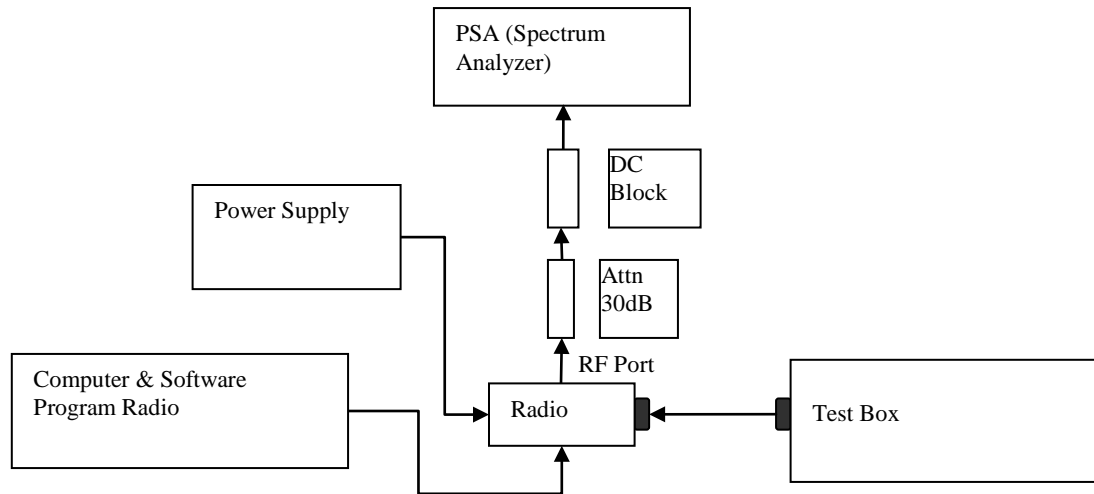 PSA (Spectrum
Analyzer)
DC
Block
Power Supply
Attn
30dB
RF Port
Computer & Software
Program Radio
Radio
Test Box